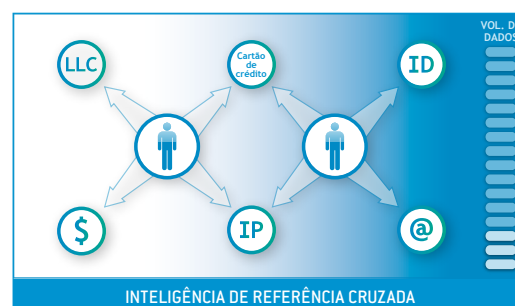 VOL. D
DADOS
LLC
Cartão
de
crédito
ID
$
IP
@
INTELIGÊNCIA DE REFERÊNCIA CRUZADA